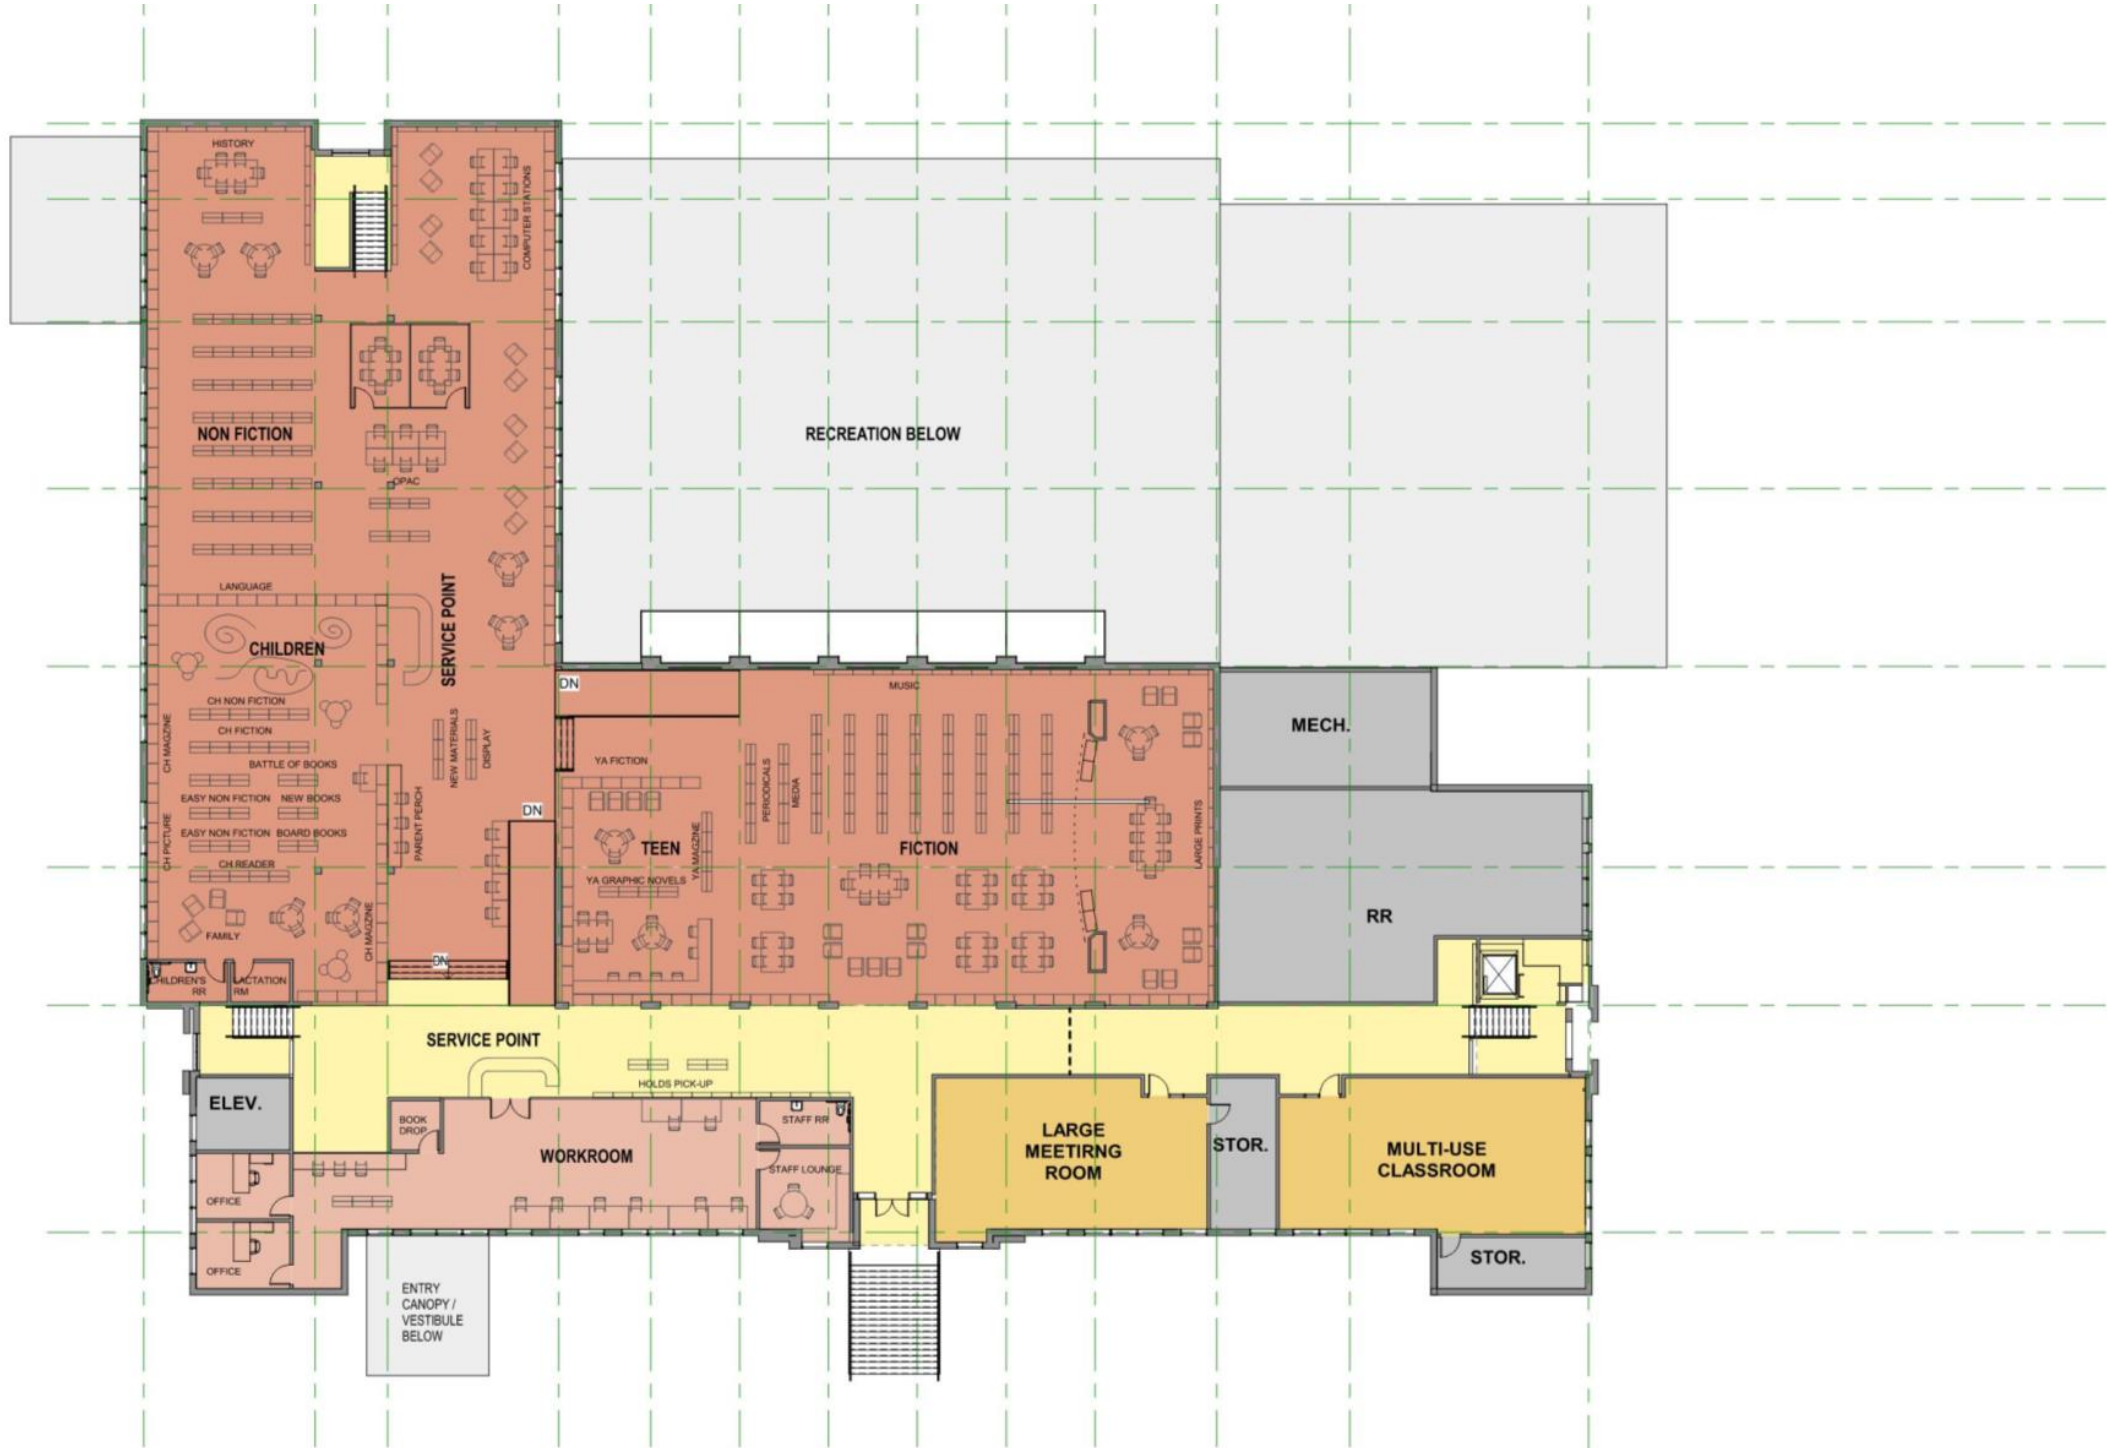 HISTORY
COMPUTER STATIONS
NON FICTION
RECREATION BELOW
OPAC
LANGUAGE
SERVICE POINT
CHILDREN
DN
MUSIC
CH NON FICTION
CH MAGZINE
CH FICTION
NEW MATERIALS
DISPLAY
MECH.
BATTLE OF BOOKS
YA FICTION
PERIODICALS
MEDIA
EASY NON FICTION
NEW BOOKS
DN
PARENT PERCH
LARGE PRINTS
CH PICTURE
EASY NON FICTION
BOARD BOOKS
TEEN
YA MAGZINE
FICTION
CH READER
YA GRAPHIC NOVELS
RR
FAMILY
CH MAGZINE
DN
CHILDREN'S
RR
LACTATION
RM
SERVICE POINT
HOLDS PICK-UP
ELEV.
BOOK
DROP
STAFF RR
WORKROOM
STAFF LOUNGE
LARGE
MEETIRNG
ROOM
STOR.
MULTI-USE
CLASSROOM
OFFICE
OFFICE
STOR.
ENTRY
CANOPY /
VESTIBULE
BELOW